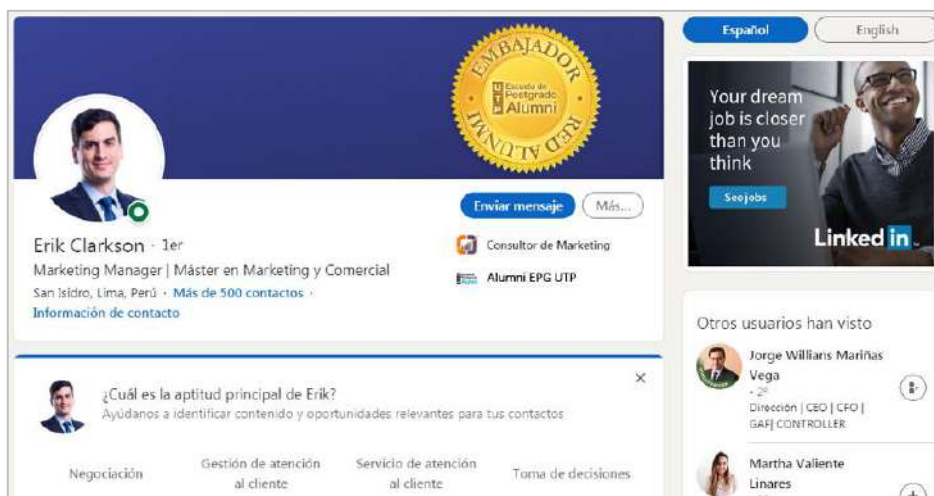 EMBAJADOR
UTP
Escuela de
Postgrado
Alumni
RED ALUNMI
Erik Clarkson · 1er
Marketing Manager | Máster en Marketing y Comercial
San Isidro, Lima, Perú · Más de 500 contactos ·
Información de contacto
Enviar mensaje
Más...
Consultor de Marketing
Alumni EPG UTP
¿Cuál es la aptitud principal de Erik?
Ayúdanos a identificar contenido y oportunidades relevantes para tus contactos
Negociación
Gestión de atención
al cliente
Servicio de atención
al cliente
Toma de decisiones
Español
English
Your dream
job is closer
than you
think
See jobs
Linked in
Otros usuarios han visto
Jorge Willians Mariñas
Vega
· 2º
Dirección | CEO | CFO |
GAF| CONTROLLER
Martha Valiente
Linares